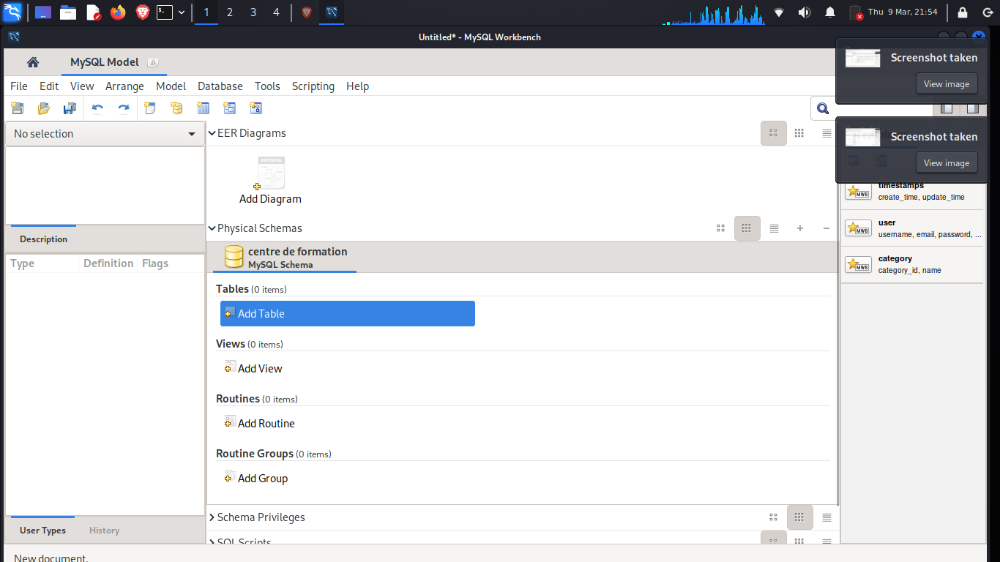 1 2 3 4
Thu 9 Mar, 21:54
Untitled* - MySQL Workbench
MySQL Model
Screenshot taken
View image
File Edit View Arrange Model Database Tools Scripting Help
No selection
EER Diagrams
Screenshot taken
View image
PHYSICAL
Add Diagram
timestamps
create_time, update_time
Physical Schemas
user
username, email, password, ...
Description
centre de formation
MySQL Schema
category
category_id, name
MWB
MWB
MWB
Type Definition Flags
Tables (0 items)
Add Table
Views (0 items)
Add View
Routines (0 items)
Add Routine
Routine Groups (0 items)
Add Group
Schema Privileges
User Types History
SQL Scripts
New document.